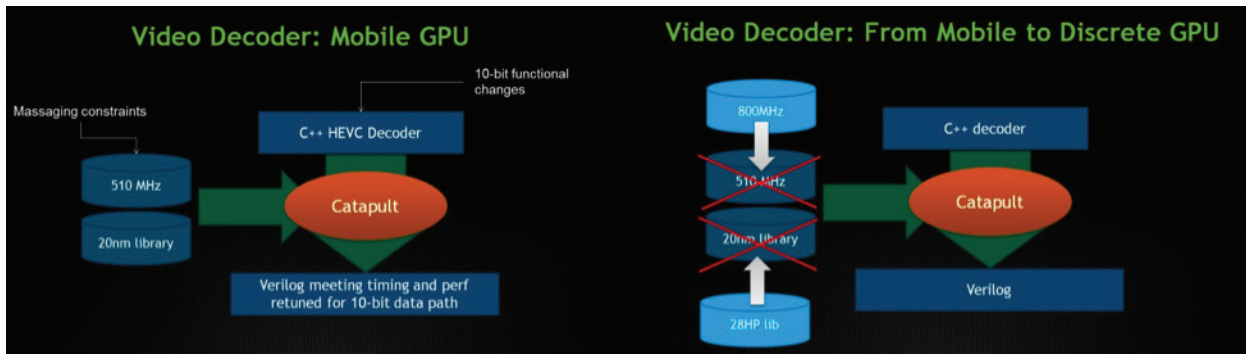 Video Decoder: Mobile GPU
10-bit functional
changes
Massaging constraints
C++ HEVC Decoder
510 MHz
Catapult
20nm library
Verilog meeting timing and perf
retuned for 10-bit data path
Video Decoder: From Mobile to Discrete GPU
800MHz
C++ decoder
510 MHz
Catapult
20nm library
Verilog
28HP lib